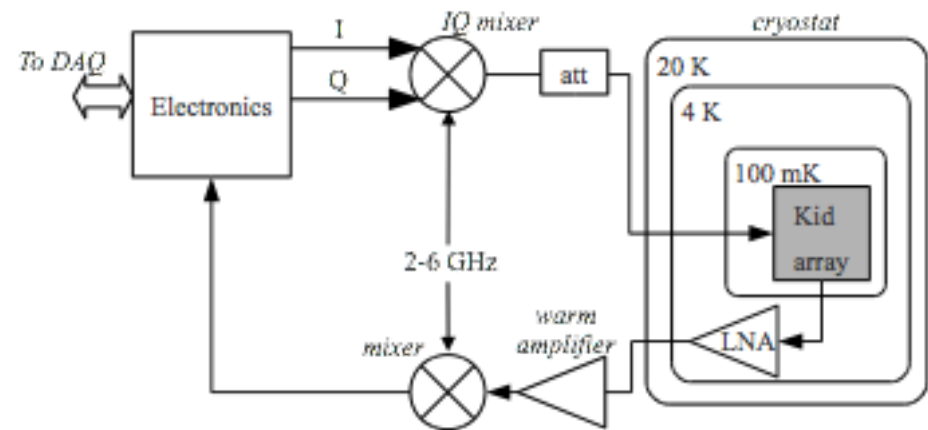 To DAQ
Electronics
I
Q
IQ mixer
att
cryostat
20 K
4 K
100 mK
Kid
array
LNA
2-6 GHz
warm
amplifier
mixer